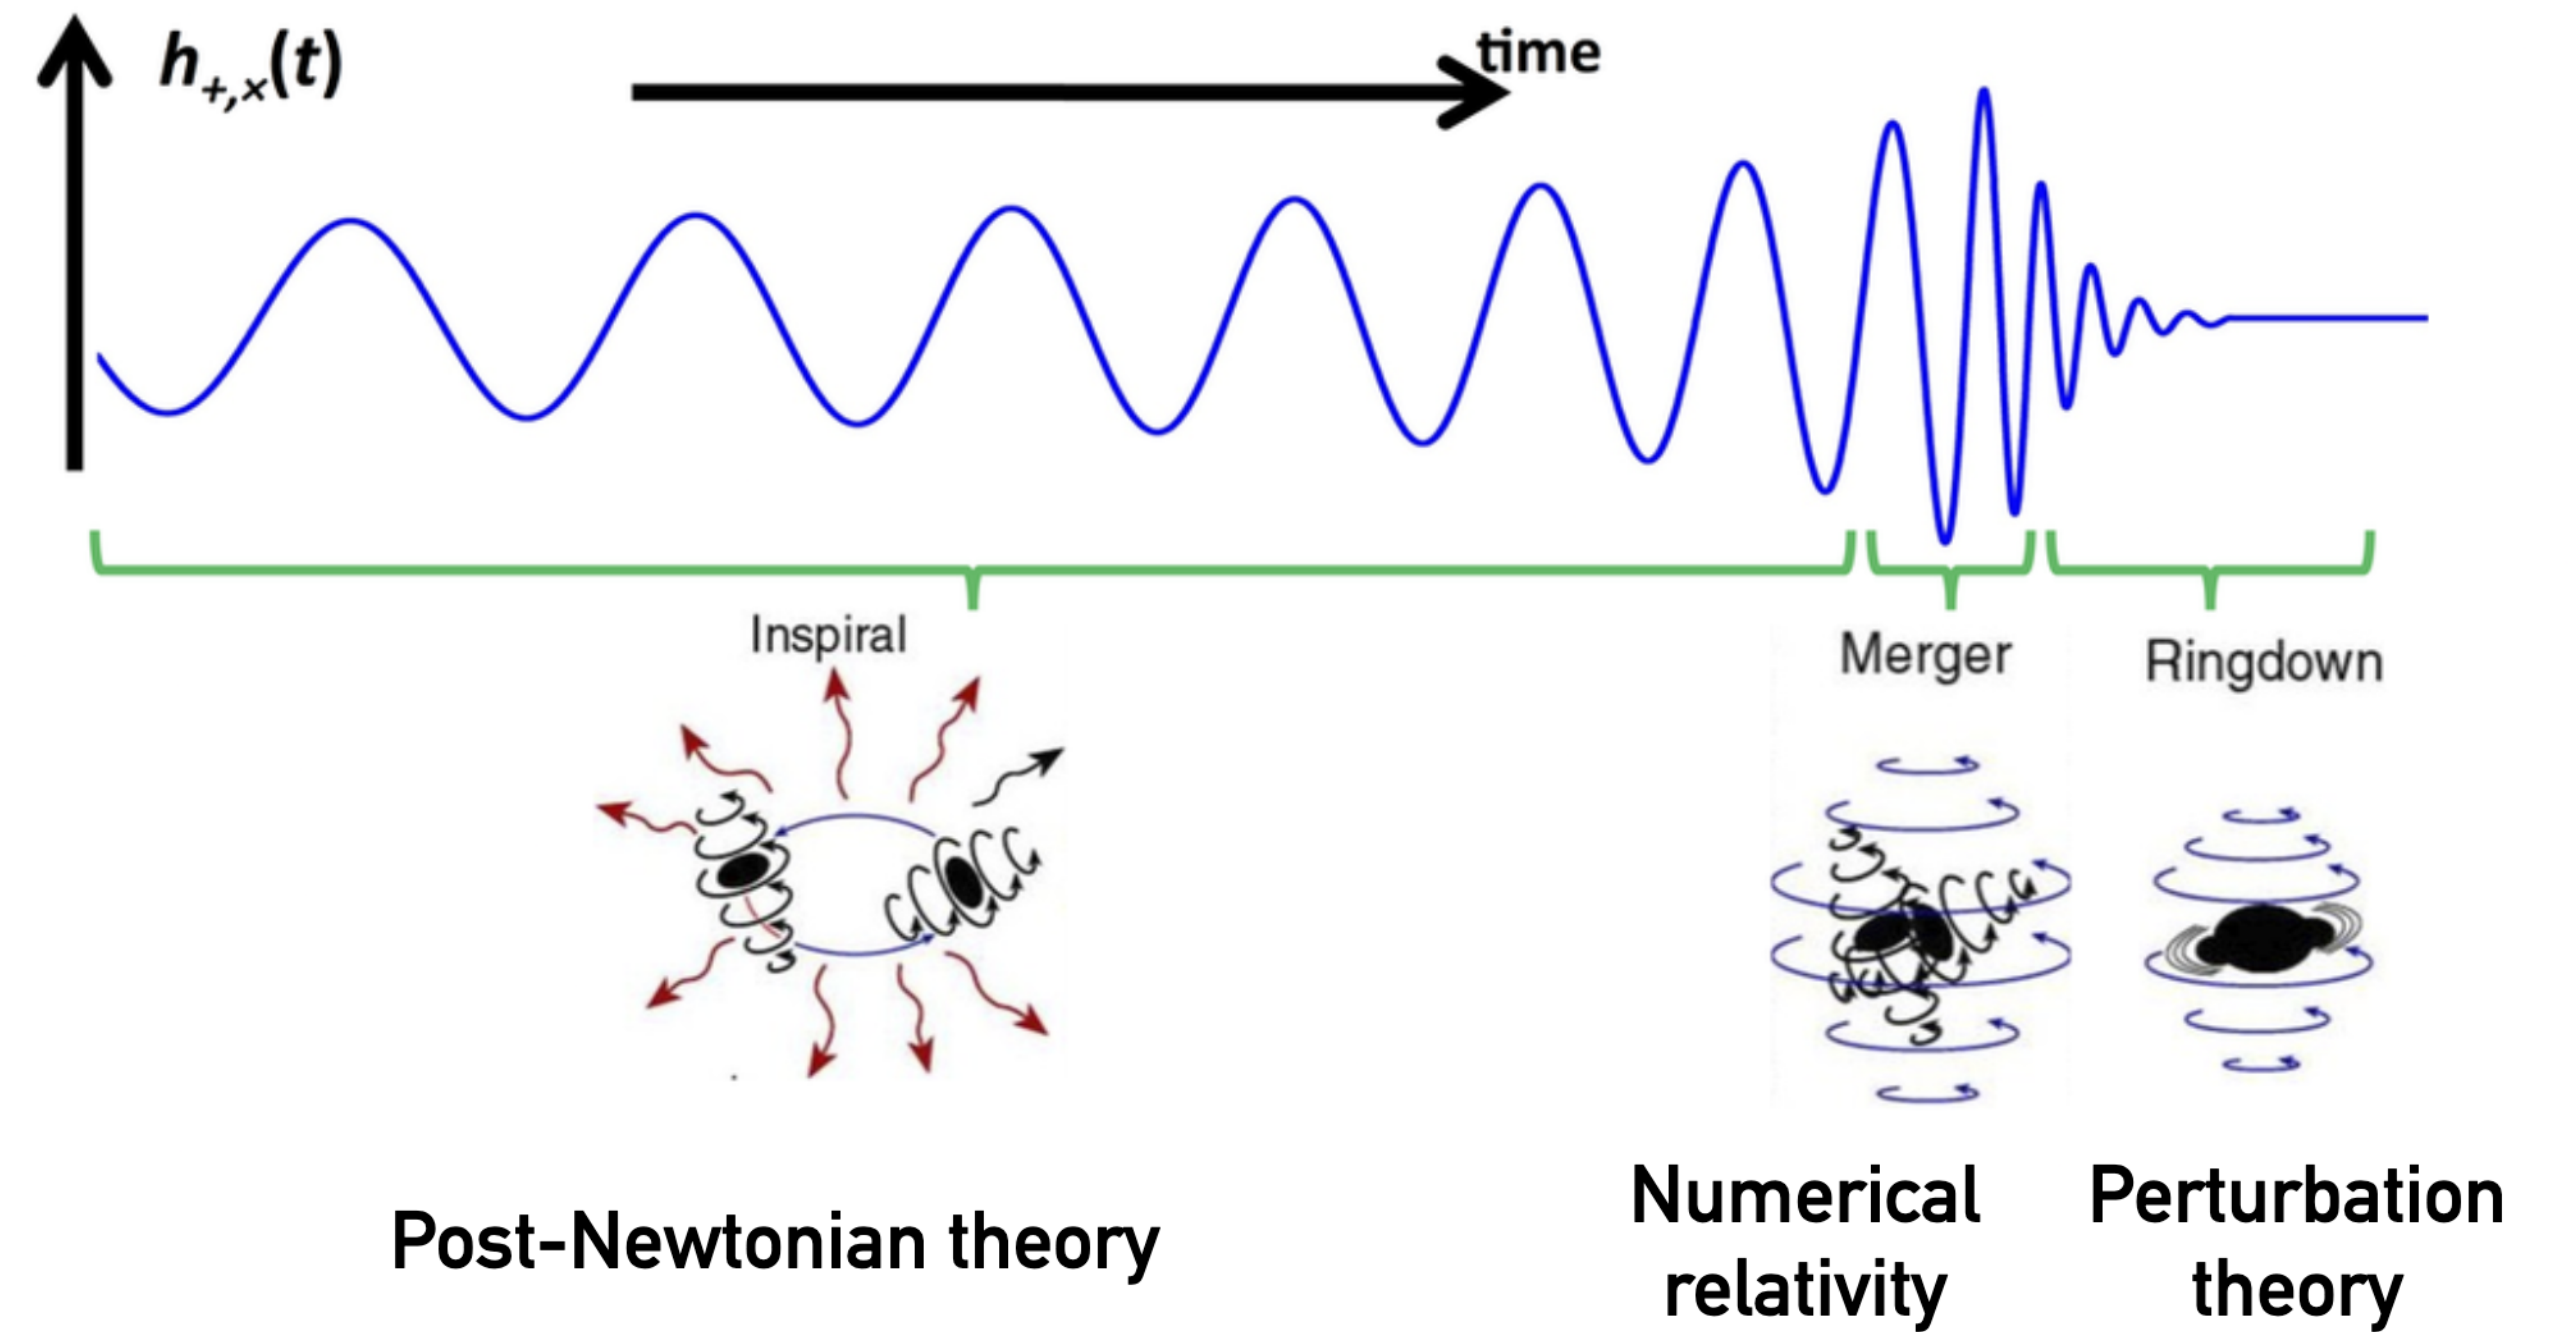 h+,×(t)
time
Inspiral
Merger
Ringdown
Post-Newtonian theory
Numerical
relativity
Perturbation
theory